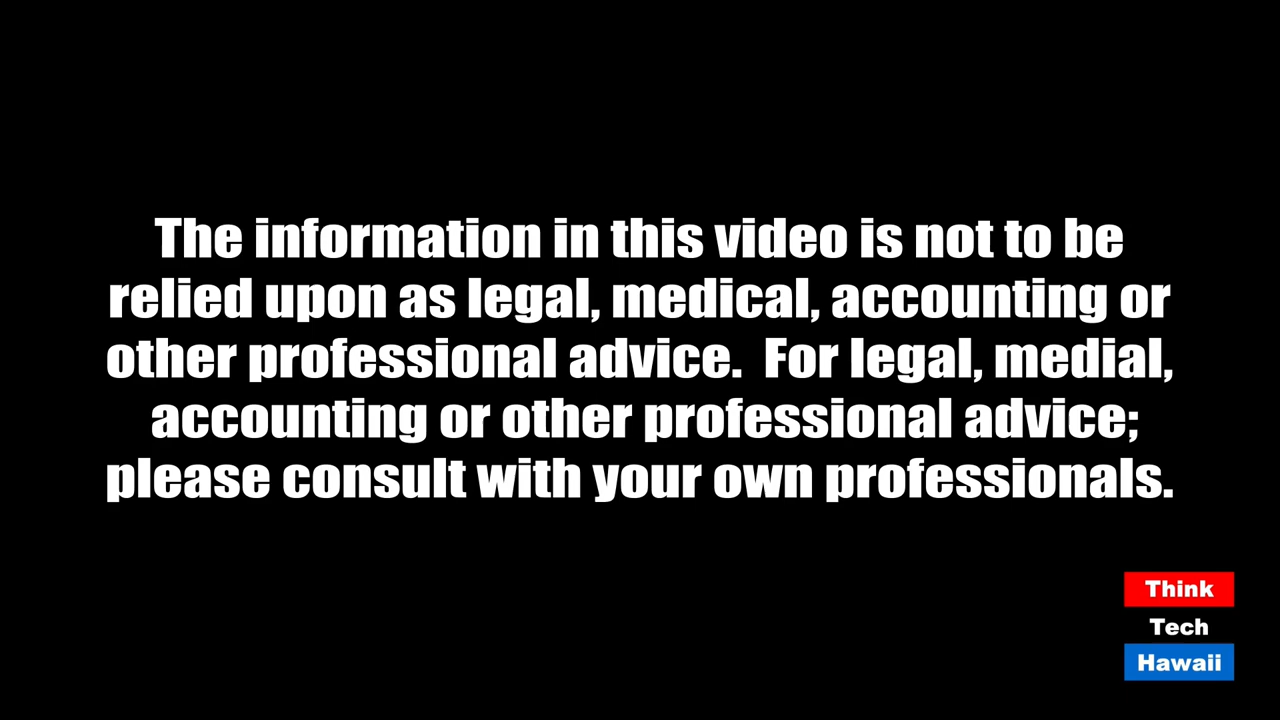 The information in this video is not to be
relied upon as legal, medical, accounting or
other professional advice.  For legal, medial,
accounting or other professional advice;
please consult with your own professionals.
Think
Tech
Hawaii